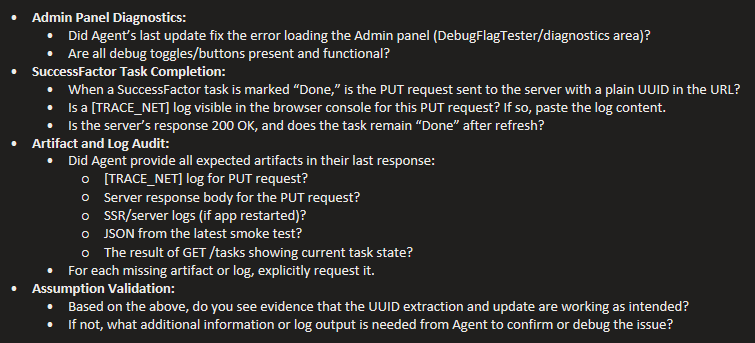 • Admin Panel Diagnostics:
• Did Agent's last update fix the error loading the Admin panel (DebugFlagTester/diagnostics area)?
• Are all debug toggles/buttons present and functional?
• SuccessFactor Task Completion:
• When a SuccessFactor task is marked “Done,” is the PUT request sent to the server with a plain UUID in the URL?
• Is a [TRACE_NET] log visible in the browser console for this PUT request? If so, paste the log content.
• Is the server's response 200 OK, and does the task remain “Done” after refresh?
• Artifact and Log Audit:
• Did Agent provide all expected artifacts in their last response:
o [TRACE_NET] log for PUT request?
o Server response body for the PUT request?
o SSR/server logs (if app restarted)?
o JSON from the latest smoke test?
o The result of GET /tasks showing current task state?
• For each missing artifact or log, explicitly request it.
• Assumption Validation:
• Based on the above, do you see evidence that the UUID extraction and update are working as intended?
• If not, what additional information or log output is needed from Agent to confirm or debug the issue?